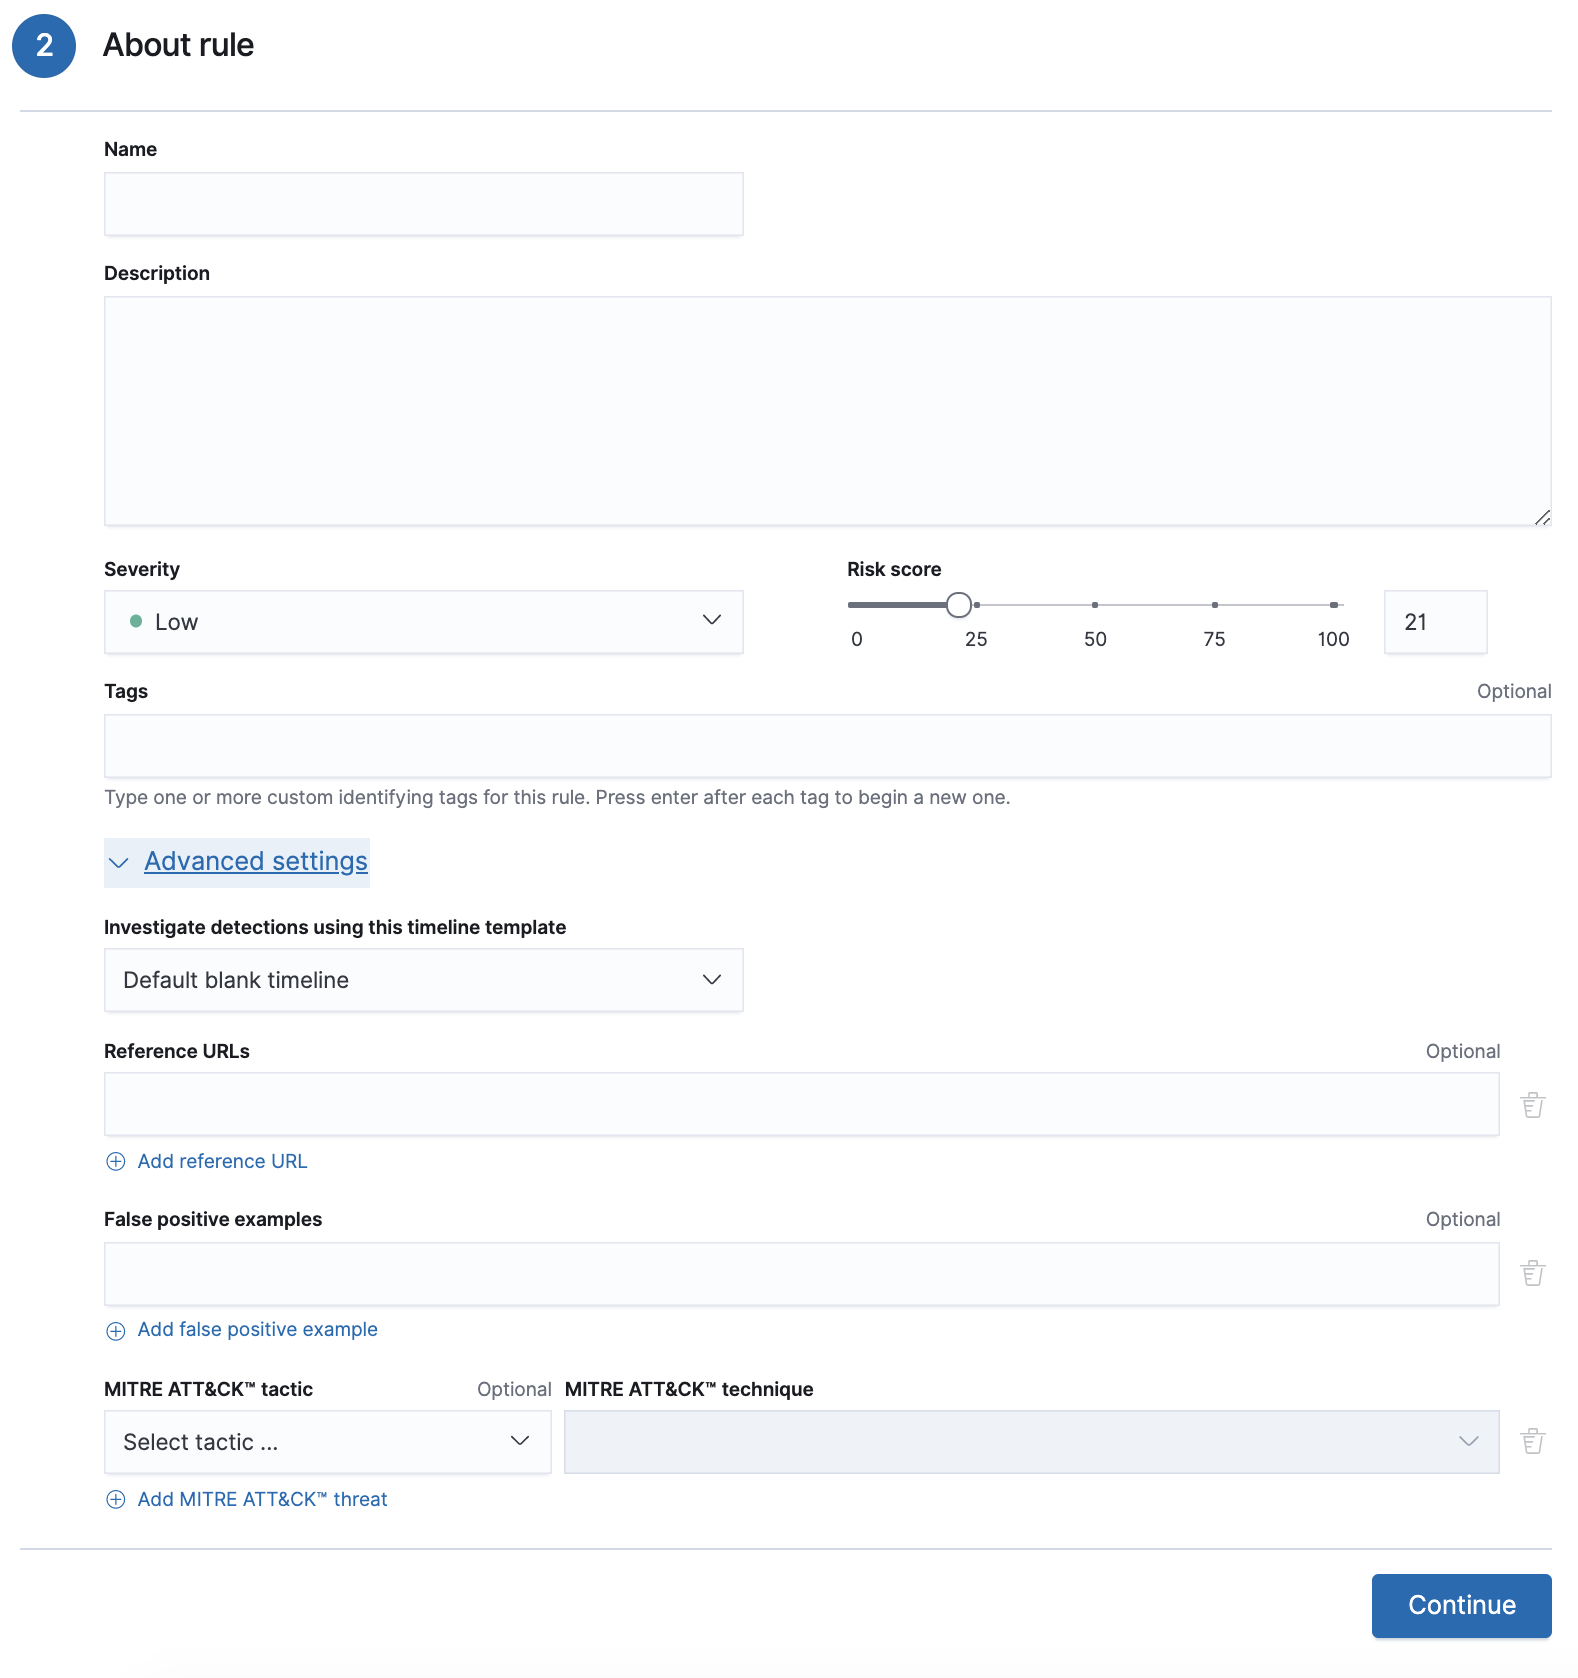 2 About rule
Name
Description
Severity Risk score
Low 21
0 25 50 75 100
Tags Optional
Type one or more custom identifying tags for this rule. Press enter after each tag to begin a new one.
Advanced settings
Investigate detections using this timeline template
Default blank timeline
Reference URLs Optional
Add reference URL
False positive examples Optional
Add false positive example
MITRE ATT&CK™ tactic Optional MITRE ATT&CK™ technique
Select tactic ...
Add MITRE ATT&CK™ threat
Continue